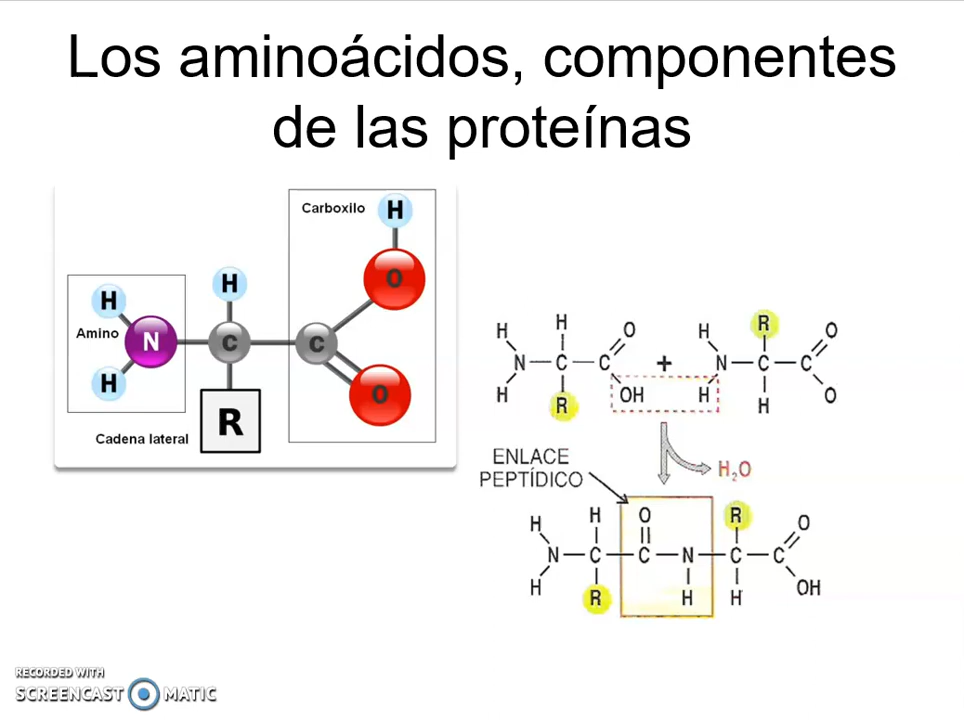 Los aminoácidos, componentes
de las proteínas
Carboxilo
H
O
H
H
Amino
N
C
C
H
O
R
Cadena lateral
H H O H R O
N C C + N C C
H R OH H H O
ENLACE
PEPTÍDICO
H₂O
H H O R O
N C C N C C
H R H H OH
RECORDED WITH
SCREENCAST MATIC